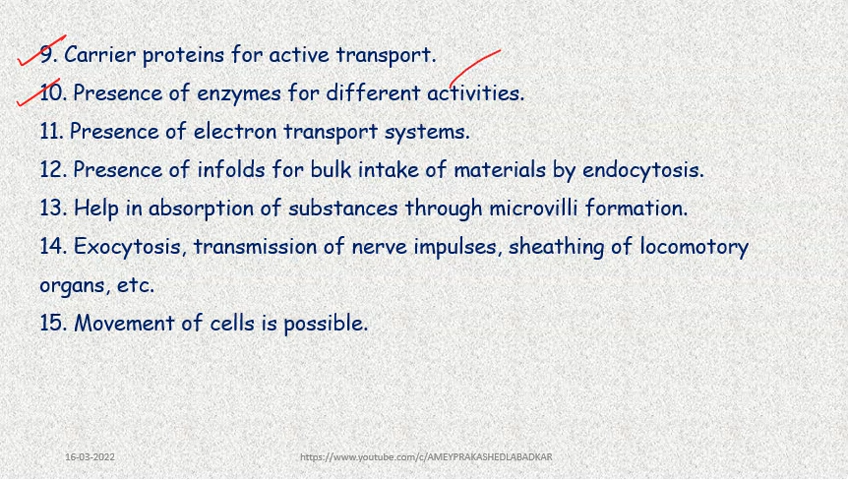 9. Carrier proteins for active transport.
10. Presence of enzymes for different activities.
11. Presence of electron transport systems.
12. Presence of infolds for bulk intake of materials by endocytosis.
13. Help in absorption of substances through microvilli formation.
14. Exocytosis, transmission of nerve impulses, sheathing of locomotory
organs, etc.
15. Movement of cells is possible.
16-03-2022 https://www.youtube.com/c/AMEYPRAKASHEDLABADKAR